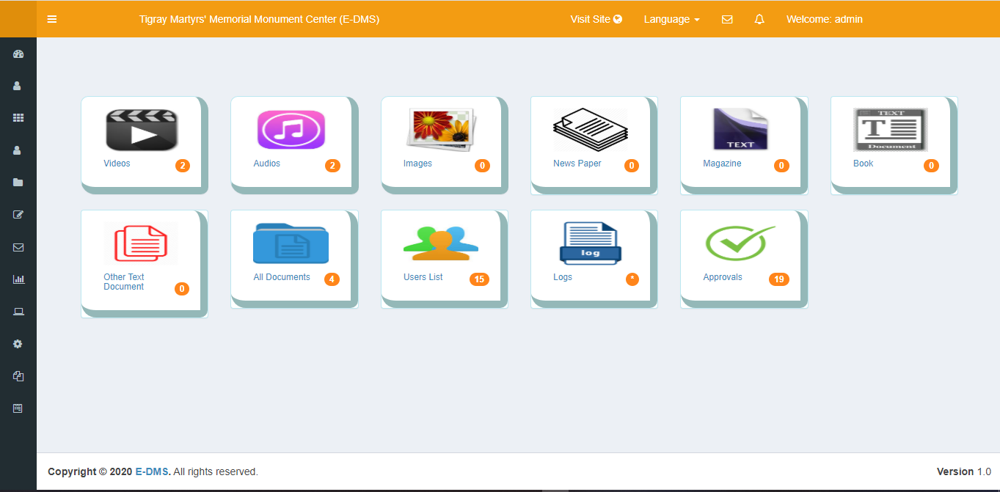 Tigray Martyrs' Memorial Monument Center (E-DMS) Visit Site Language Welcome: admin
TEXT
T
TEXT
Document
Videos 2
Audios 2
Images 0
News Paper 0
Magazine 0
Book 0
log
Other Text
Document 0
All Documents 4
Users List 15
Logs *
Approvals 19
Copyright © 2020 E-DMS. All rights reserved. Version 1.0